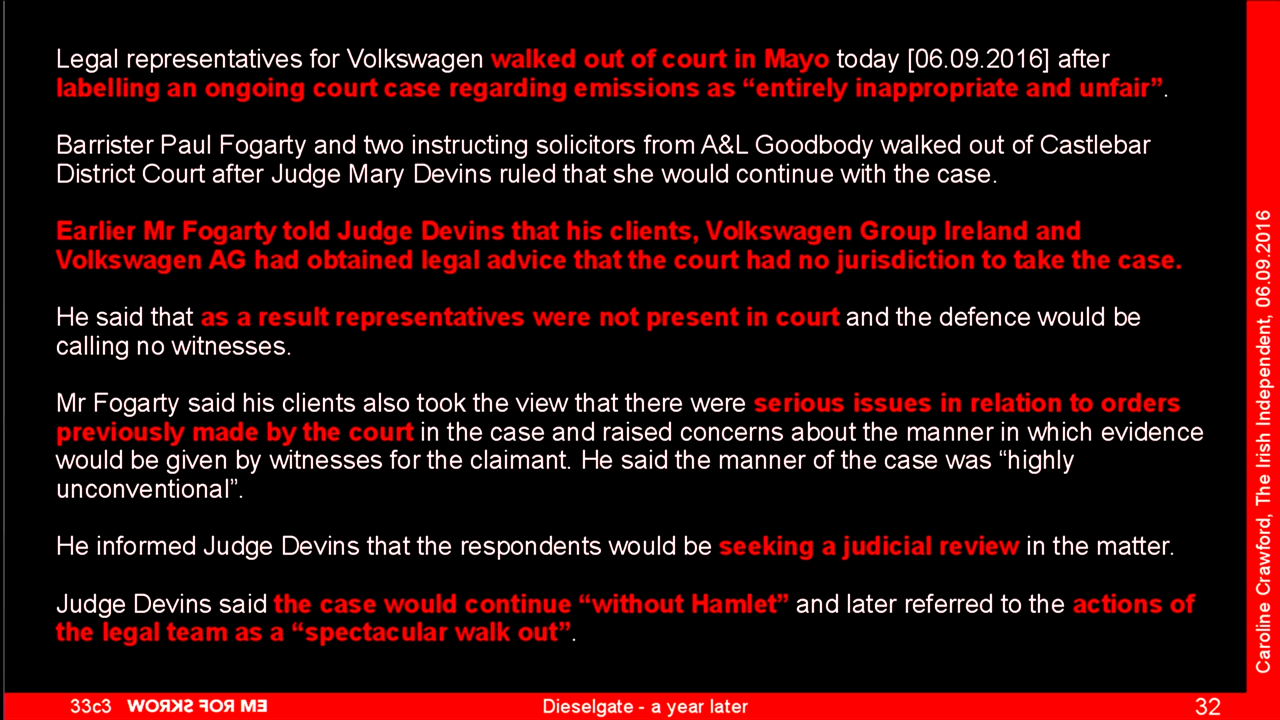 Legal representatives for Volkswagen walked out of court in Mayo today [06.09.2016] after
labelling an ongoing court case regarding emissions as “entirely inappropriate and unfair”.
Barrister Paul Fogarty and two instructing solicitors from A&L Goodbody walked out of Castlebar
District Court after Judge Mary Devins ruled that she would continue with the case.
Earlier Mr Fogarty told Judge Devins that his clients, Volkswagen Group Ireland and
Volkswagen AG had obtained legal advice that the court had no jurisdiction to take the case.
He said that as a result representatives were not present in court and the defence would be
calling no witnesses.
Mr Fogarty said his clients also took the view that there were serious issues in relation to orders
previously made by the court in the case and raised concerns about the manner in which evidence
would be given by witnesses for the claimant. He said the manner of the case was “highly
unconventional”.
He informed Judge Devins that the respondents would be seeking a judicial review in the matter.
Judge Devins said the case would continue “without Hamlet” and later referred to the actions of
the legal team as a “spectacular walk out”.
Caroline Crawford, The Irish Independent, 06.09.2016
33c3 WORKS FOR ME
Dieselgate - a year later
32